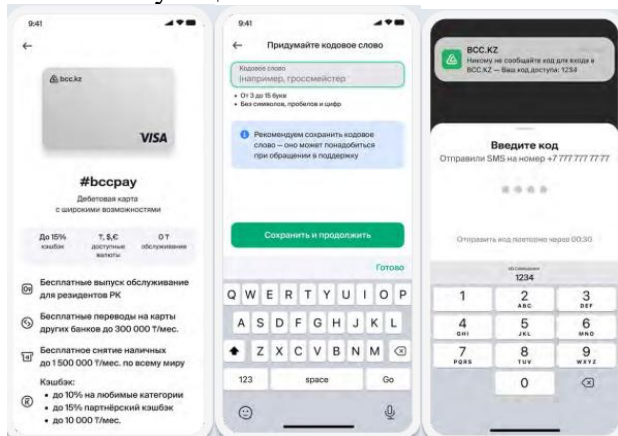 9:41
bcc.kz
VISA
#bccpay
Дебетовая карта
с широкими возможностями
До 15%
кэшбэк
₸, $,€
доступные
валюты
0 ₸
обслуживание
Бесплатные выпуск обслуживание
для резидентов РК
Бесплатные переводы на карты
других банков до 300 000 ₸/мес.
Бесплатное снятие наличных
до 1 500 000 ₸/мес. по всему миру
Кэшбэк:
• до 10% на любимые категории
• до 15% партнёрский кэшбэк
• до 10 000 ₸/мес.
9:41
Придумайте кодовое слово
Кодовое слово
Например, гроссмейстер
• От 3 до 15 букв
• Без символов, пробелов и цифр
Рекомендуем сохранить кодовое
слово – оно может понадобиться
при обращении в поддержку
Сохранить и продолжить
Готово
Q W E R T Y U I O P
A S D F G H J K L
Z X C V B N M
123 space Go
BCC.KZ
Никому не сообщайте код для входа в
BCC.KZ — Ваш код доступа: 1234
Введите код
Отправили SMS на номер +7 777 777 77 77
Отправить код повторно через 00:30
1234
1 2 3
ABC DEF
4 5 6
GHI JKL MNO
7 8 9
PQRS TUV WXYZ
0